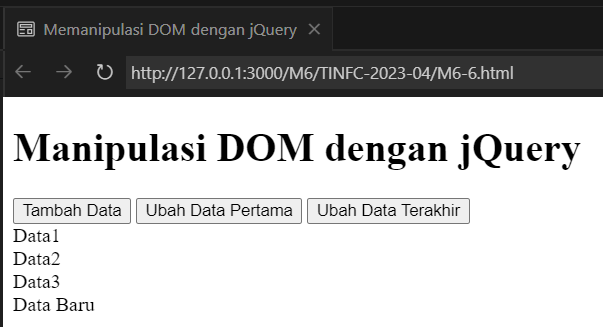 Memanipulasi DOM dengan jQuery
http://127.0.0.1:3000/M6/TINFC-2023-04/M6-6.html
Manipulasi DOM dengan jQuery
Tambah Data Ubah Data Pertama Ubah Data Terakhir
Data1
Data2
Data3
Data Baru